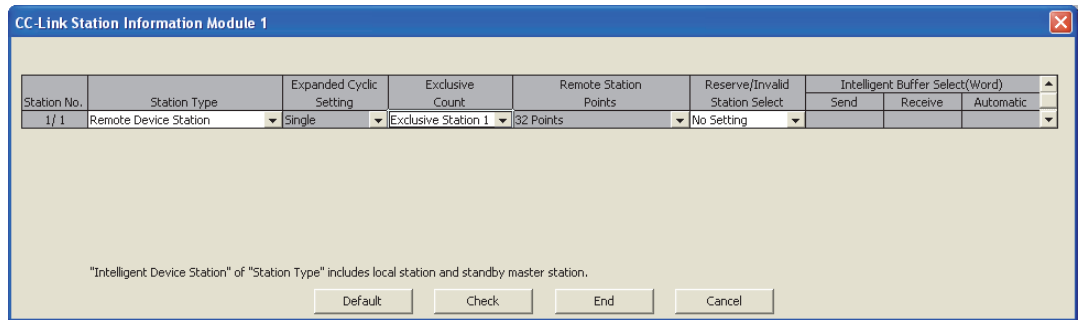 CC-Link Station Information Module 1
Expanded Cyclic Exclusive Remote Station Reserve/Invalid Intelligent Buffer Select(Word)
Station No. Station Type Setting Count Points Station Select Send Receive Automatic
1/ 1 Remote Device Station Single Exclusive Station 1 32 Points No Setting
"Intelligent Device Station" of "Station Type" includes local station and standby master station.
Default Check End Cancel